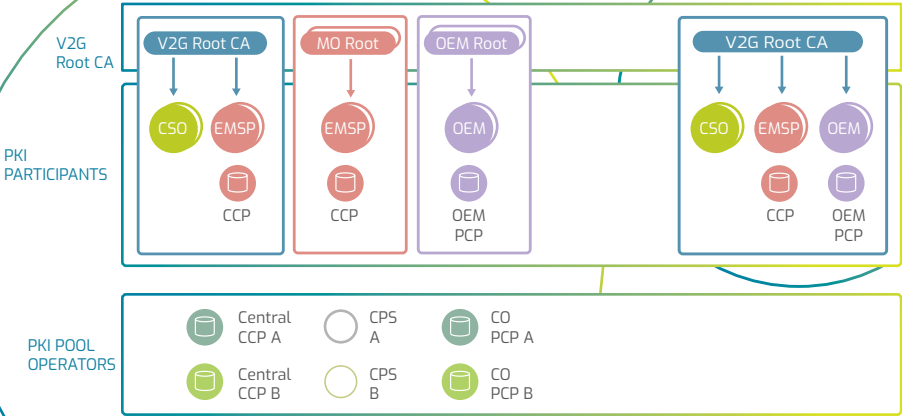 V2G
Root CA
V2G Root CA
MO Root
OEM Root
V2G Root CA
PKI
PARTICIPANTS
CSO
EMSP
CCP
EMSP
CCP
OEM
OEM
PCP
CSO
EMSP
CCP
OEM
OEM
PCP
PKI POOL
OPERATORS
Central
CCP A
CPS
A
CO
PCP A
Central
CCP B
CPS
B
CO
PCP B